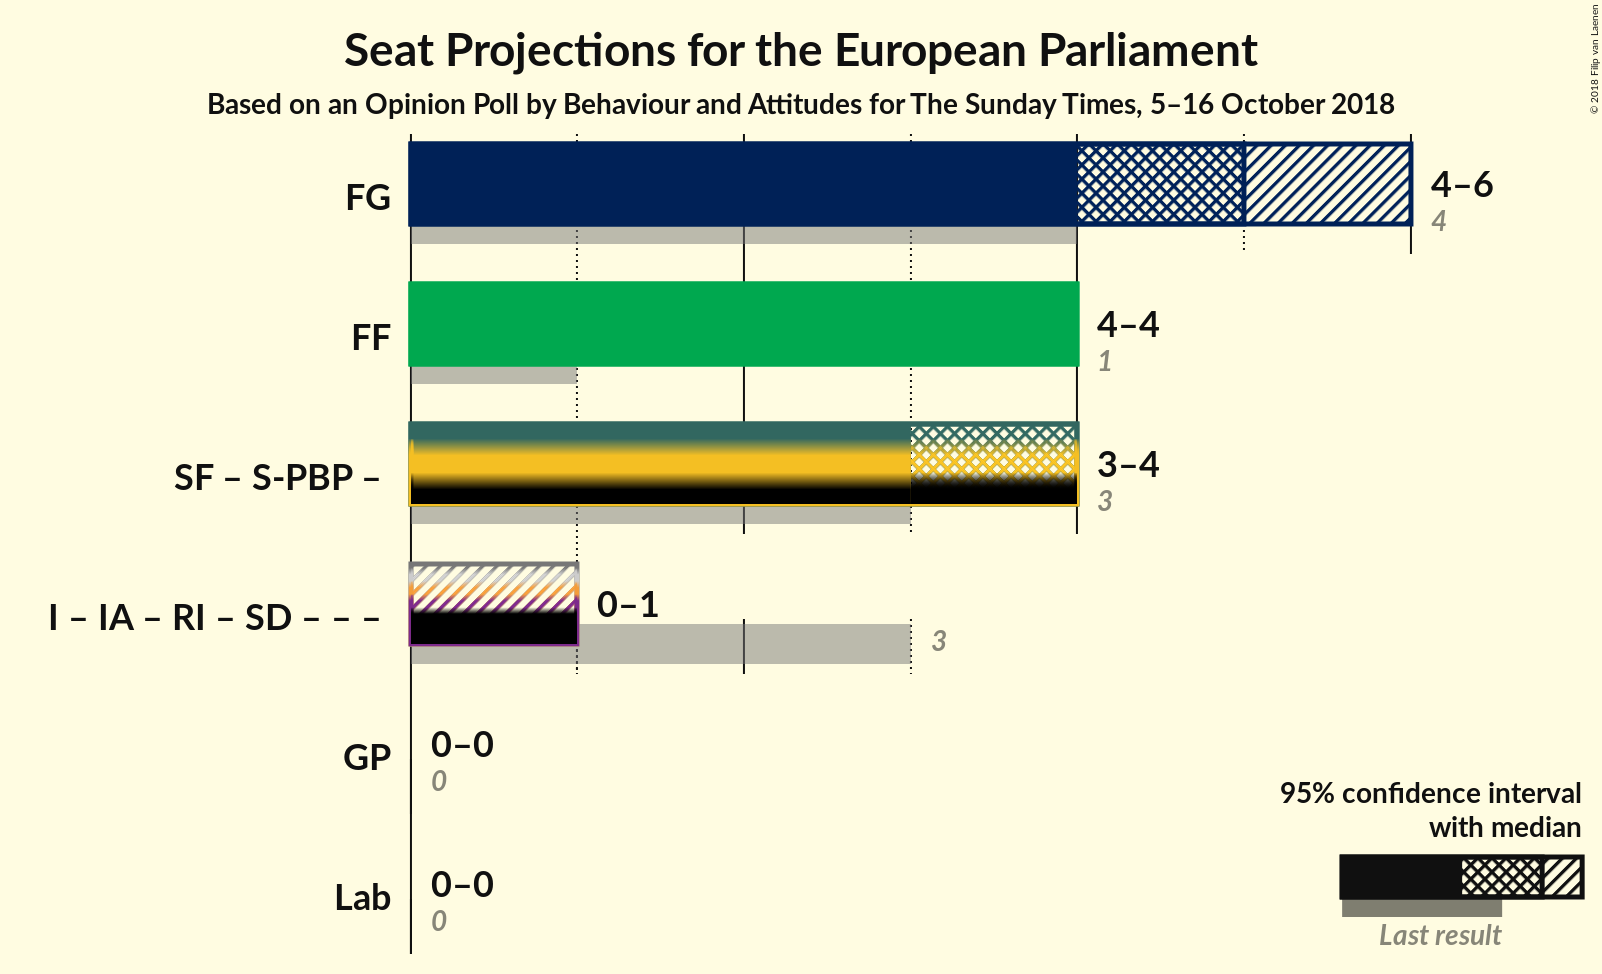 Seat Projections for the European Parliament
Based on an Opinion Poll by Behaviour and Attitudes for The Sunday Times, 5–16 October 2018
© 2018 Filip van Laenen
FG
4–6
4
FF
4–4
1
SF – S-PBP –
3–4
3
I – IA – RI – SD – – –
0–1
3
GP
0–0
0
Lab
0–0
0
95% confidence interval
with median
Last result